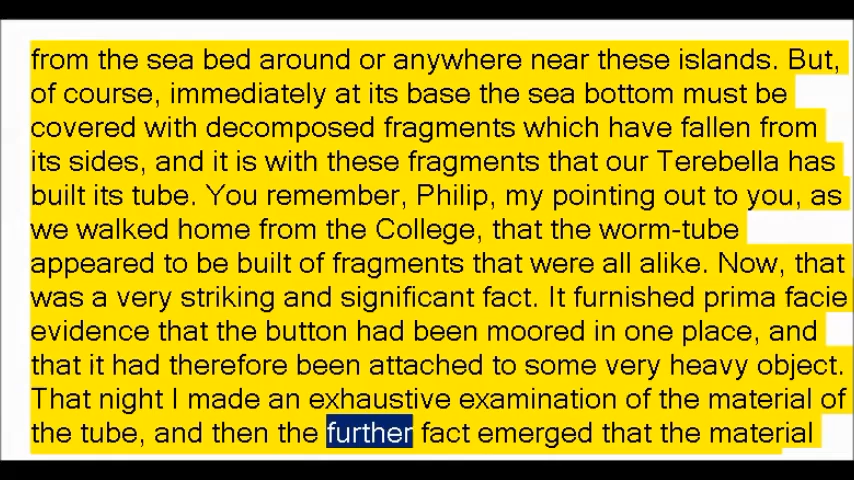 from the sea bed around or anywhere near these islands. But,
of course, immediately at its base the sea bottom must be
covered with decomposed fragments which have fallen from
its sides, and it is with these fragments that our Terebella has
built its tube. You remember, Philip, my pointing out to you, as
we walked home from the College, that the worm-tube
appeared to be built of fragments that were all alike. Now, that
was a very striking and significant fact. It furnished prima facie
evidence that the button had been moored in one place, and
that it had therefore been attached to some very heavy object.
That night I made an exhaustive examination of the material of
the tube, and then the further fact emerged that the material